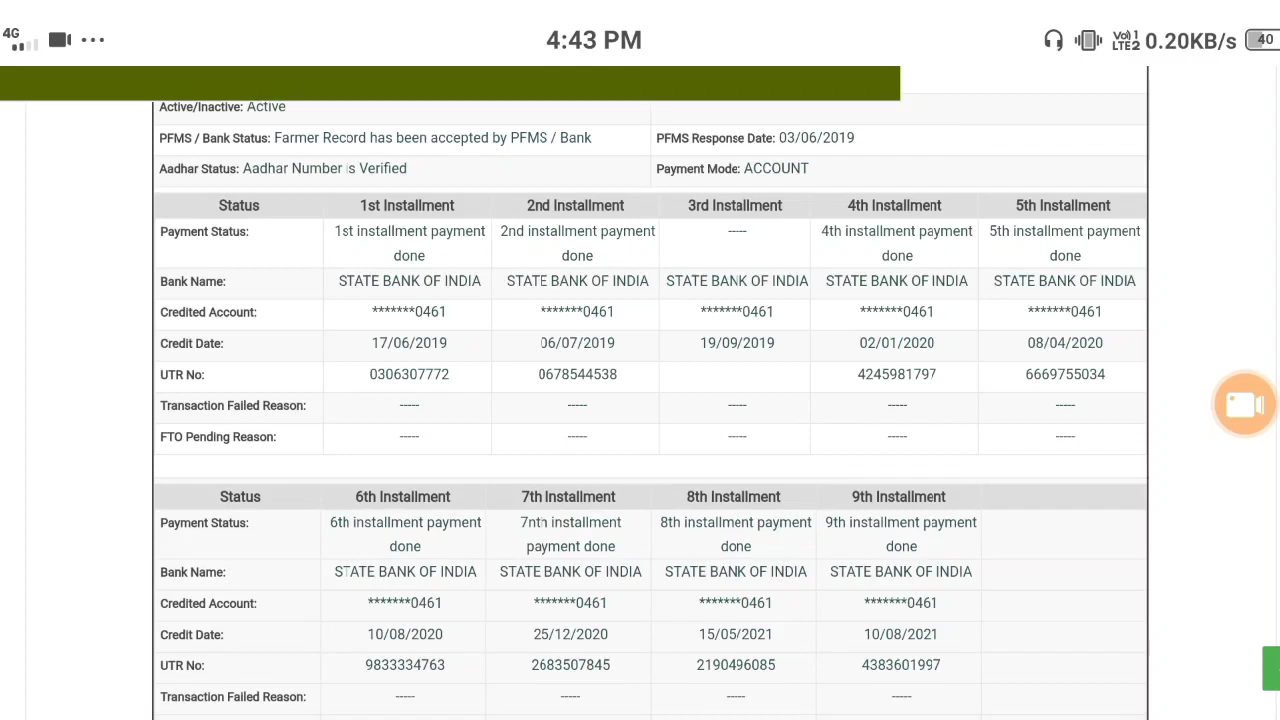 4G 4:43 PM Vo) 1 LTE2 0.20KB/s 40
Active/Inactive: Active
PFMS / Bank Status: Farmer Record has been accepted by PFMS / Bank PFMS Response Date: 03/06/2019
Aadhar Status: Aadhar Number is Verified Payment Mode: ACCOUNT
Status 1st Installment 2nd Installment 3rd Installment 4th Installment 5th Installment
Payment Status: 1st installment payment 2nd installment payment ----- 4th installment payment 5th installment payment
done done done done
Bank Name: STATE BANK OF INDIA STATE BANK OF INDIA STATE BANK OF INDIA STATE BANK OF INDIA STATE BANK OF INDIA
Credited Account: *******0461 *******0461 *******0461 *******0461 *******0461
Credit Date: 17/06/2019 06/07/2019 19/09/2019 02/01/2020 08/04/2020
UTR No: 0306307772 0678544538 4245981797 6669755034
Transaction Failed Reason: ----- ----- ----- ----- -----
FTO Pending Reason: ----- ----- ----- ----- -----
Status 6th Installment 7th Installment 8th Installment 9th Installment
Payment Status: 6th installment payment 7nth installment 8th installment payment 9th installment payment
done payment done done done
Bank Name: STATE BANK OF INDIA STATE BANK OF INDIA STATE BANK OF INDIA STATE BANK OF INDIA
Credited Account: *******0461 *******0461 *******0461 *******0461
Credit Date: 10/08/2020 25/12/2020 15/05/2021 10/08/2021
UTR No: 9833334763 2683507845 2190496085 4383601997
Transaction Failed Reason: ----- ----- ----- -----